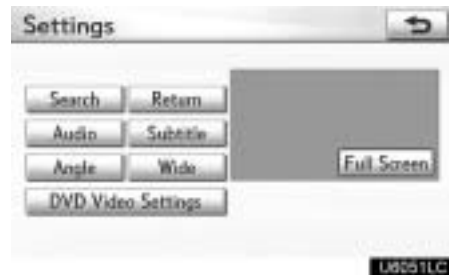 Settings
Search Return
Audio Subtitle
Angle Wide
Full Screen
DVD Video Settings
U6051LC